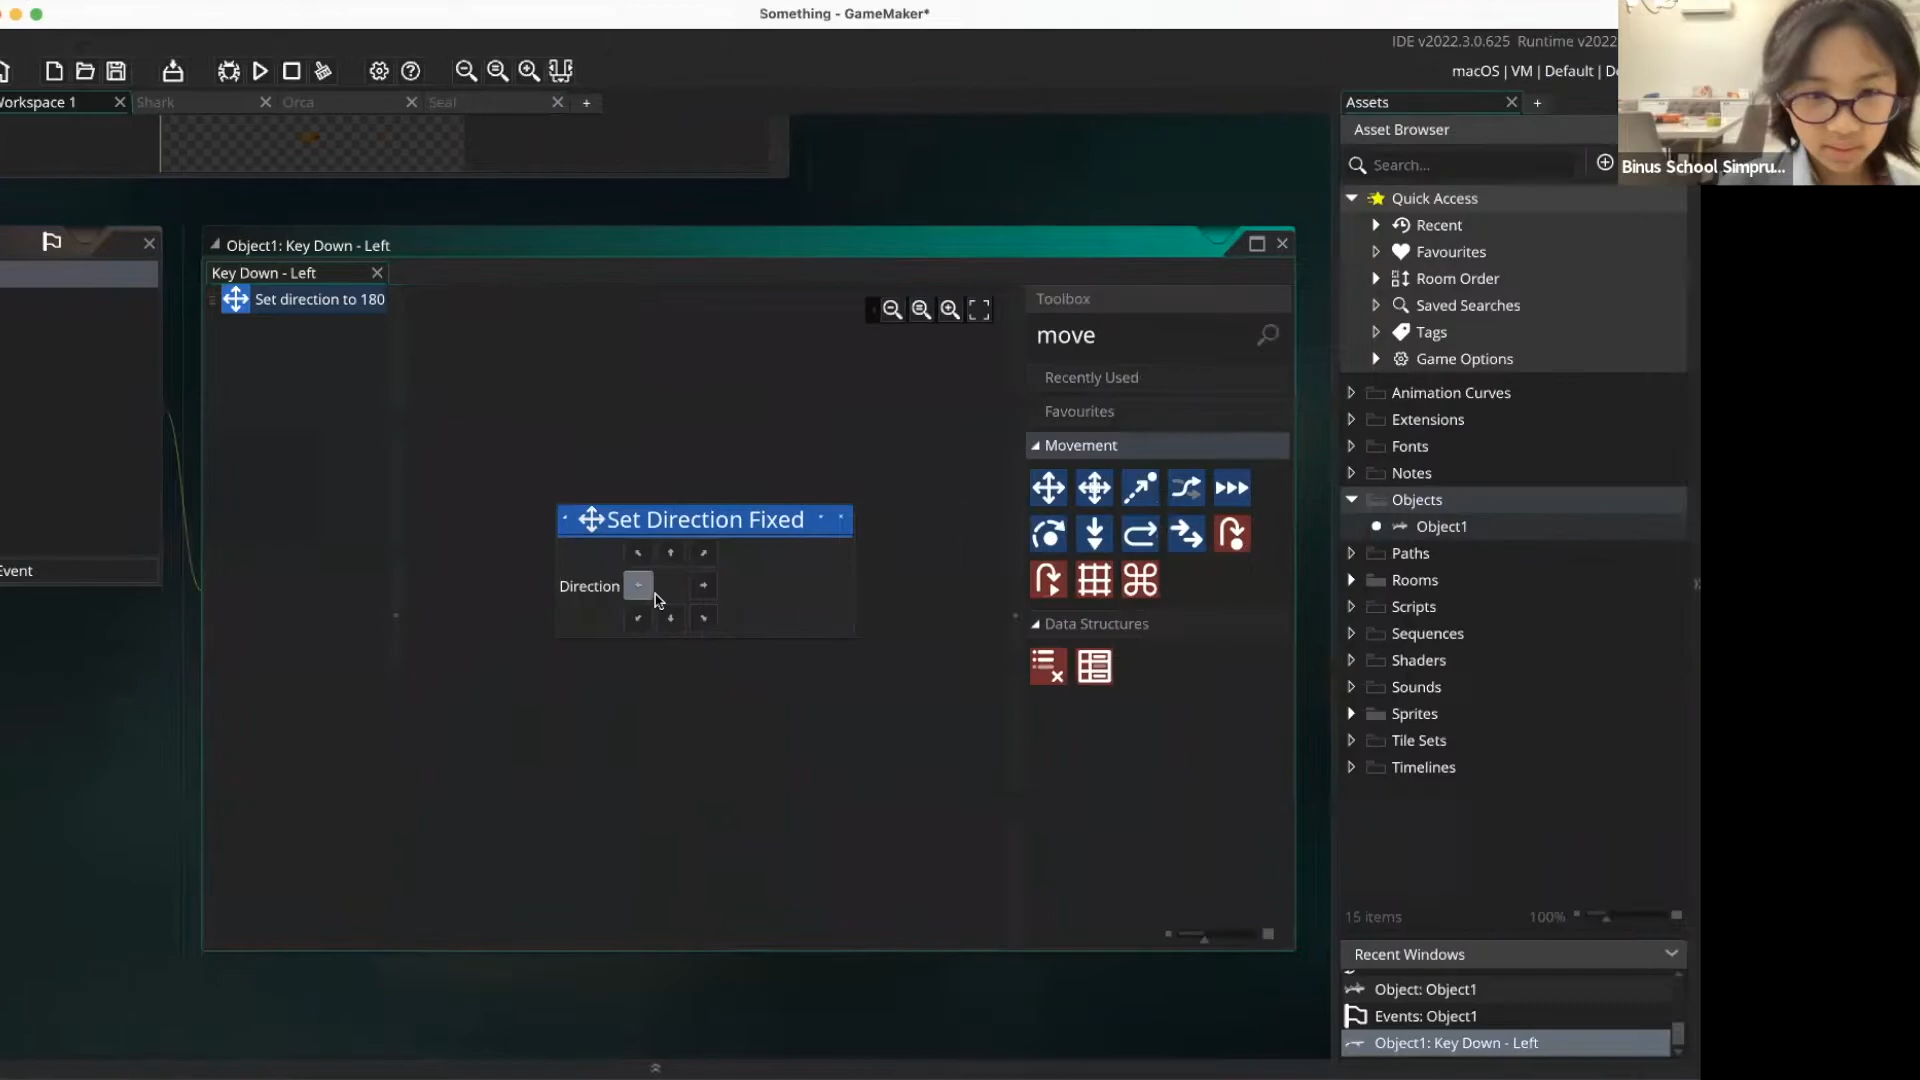 Something - GameMaker*
IDE v2022.3.0.625 Runtime v2022
macOS | VM | Default | De
Workspace 1
Shark
Orca
Seal
Assets
Asset Browser
Search...
Binus School Simpru...
Quick Access
Recent
Favourites
Room Order
Saved Searches
Tags
Game Options
Animation Curves
Extensions
Fonts
Notes
Objects
Object1
Paths
Rooms
Scripts
Sequences
Shaders
Sounds
Sprites
Tile Sets
Timelines
15 items
100%
Recent Windows
Object: Object1
Events: Object1
Object1: Key Down - Left
Event
Object1: Key Down - Left
Key Down - Left
Set direction to 180
Set Direction Fixed
Direction
Toolbox
move
Recently Used
Favourites
Movement
Data Structures